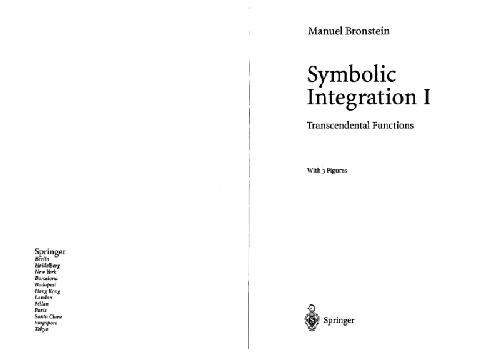 Springer
Berlin
Heidelberg
New York
Barcelona
Budapest
Hong Kong
London
Milan
Paris
Santa Clara
Singapore
Tokyo
Manuel Bronstein
Symbolic
Integration I
Transcendental Functions
With 3 Figures
Springer